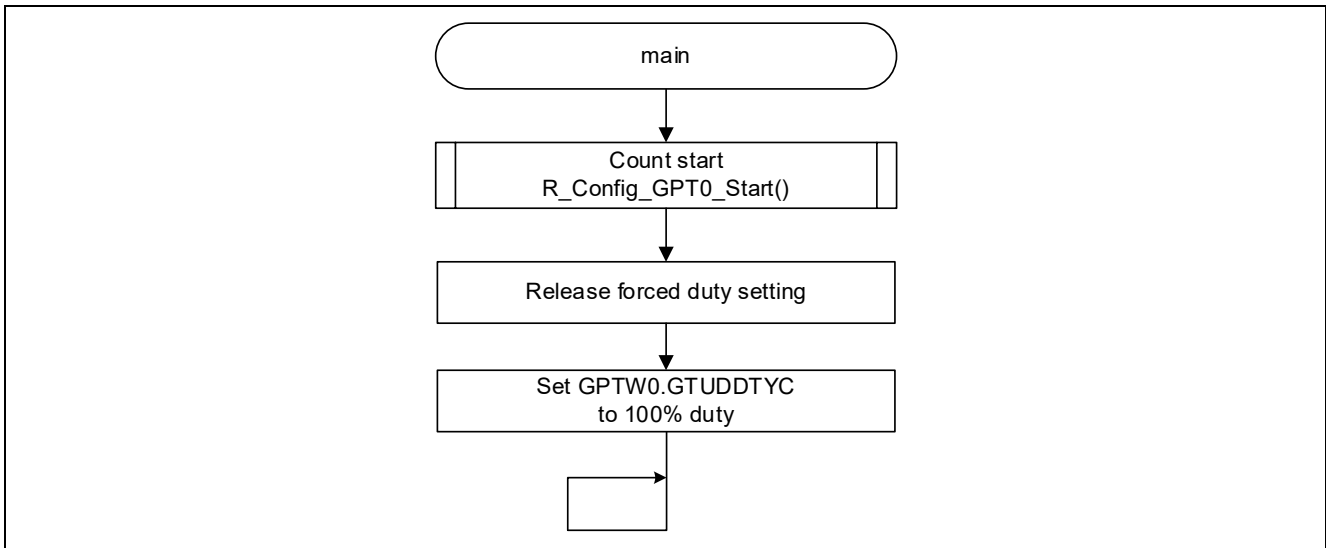 main
Count start
R_Config_GPT0_Start()
Release forced duty setting
Set GPTW0.GTUDDTYC
to 100% duty